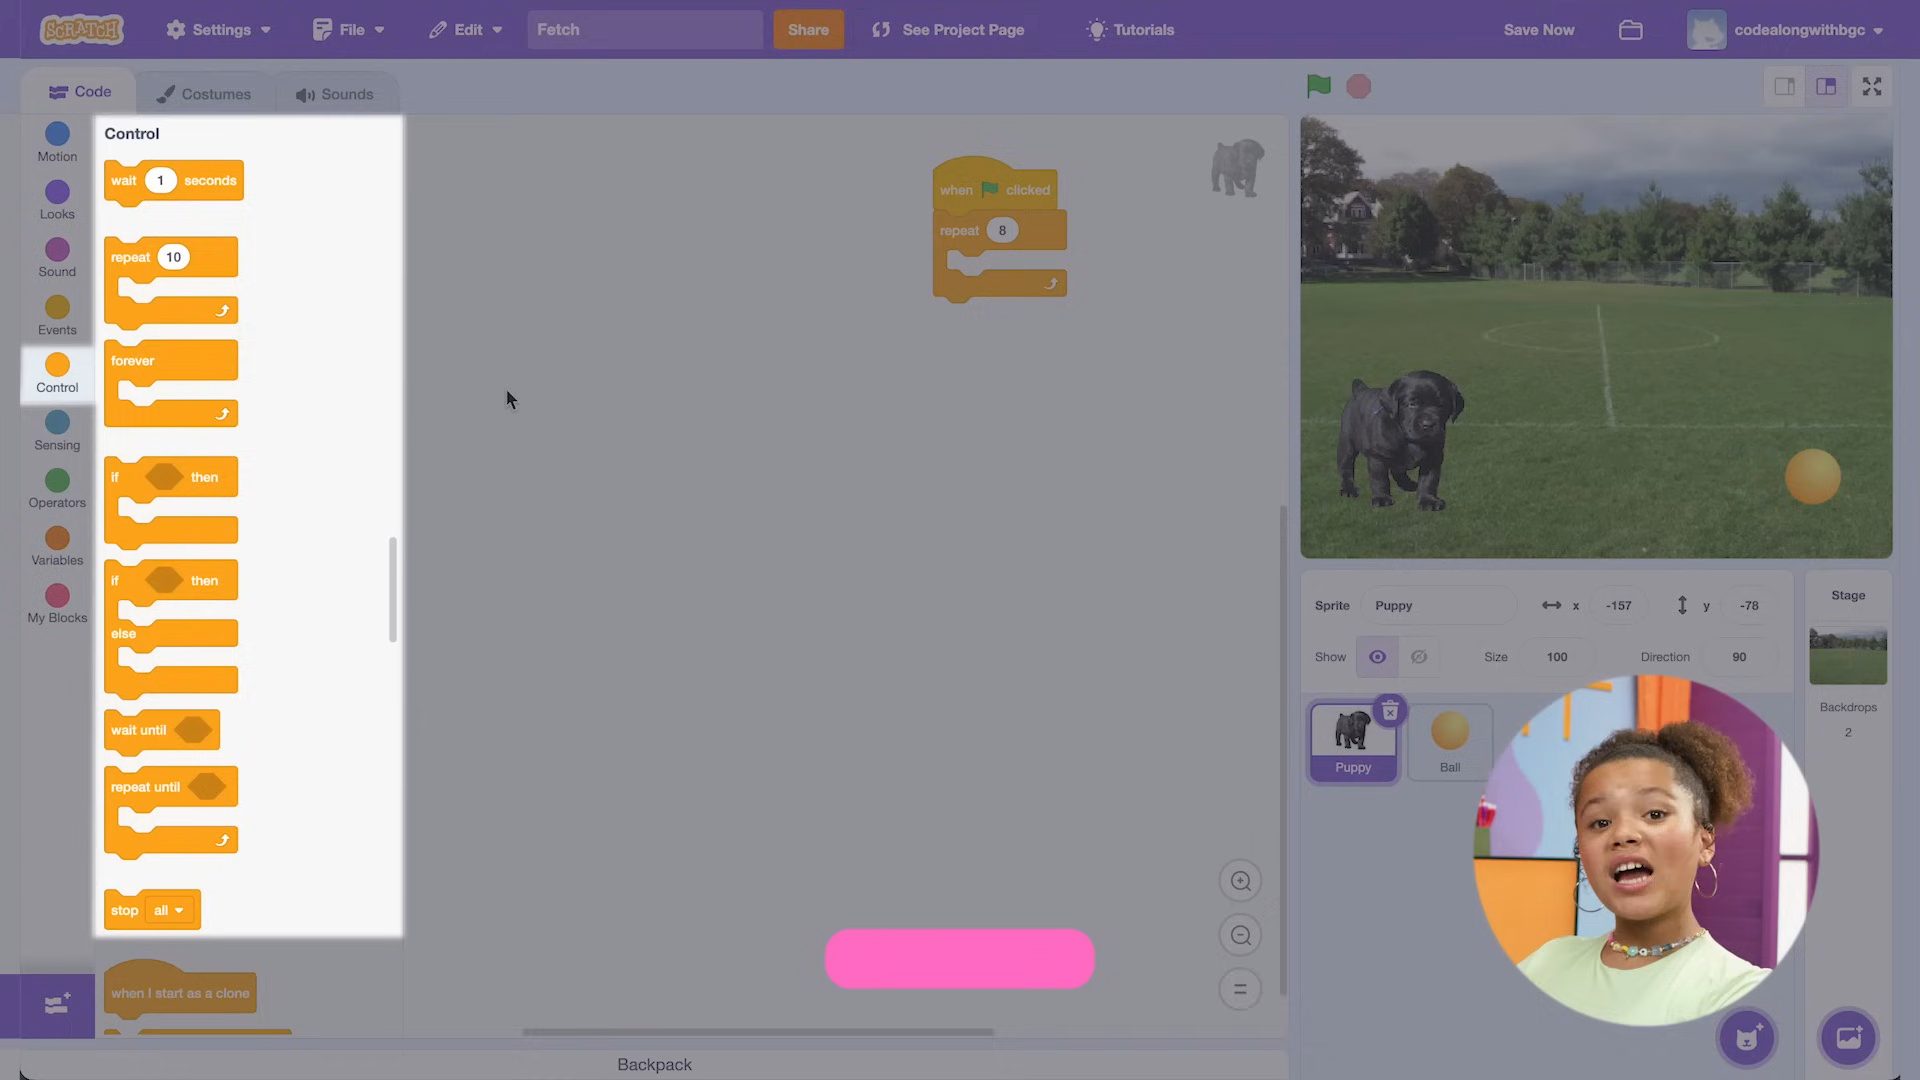 SCRATCH
Settings
File
Edit
Fetch
Share
See Project Page
Tutorials
Save Now
codealongwithbgc
Code
Costumes
Sounds
Motion
Looks
Sound
Events
Control
Sensing
Operators
Variables
My Blocks
Control
wait 1 seconds
repeat 10
forever
if then
if then
else
wait until
repeat until
stop all
when I start as a clone
when clicked
repeat 8
Sprite Puppy x -157 y -78
Show Size 100 Direction 90
Puppy
Ball
Stage
Backdrops
2
Backpack